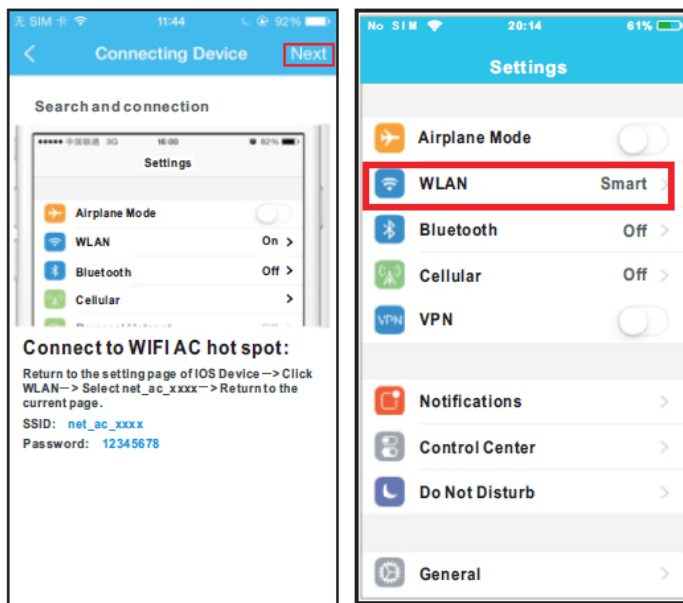 无 SIM 卡 11:44 92%
Connecting Device Next
Search and connection
中国联通 3G 16:00 82%
Settings
Airplane Mode
WLAN On >
Bluetooth Off >
Cellular >
Connect to WIFI AC hot spot:
Return to the setting page of IOS Device —> Click
WLAN—> Select net_ac_xxxx—> Return to the
current page.
SSID: net_ac_xxxx
Password: 12345678
No SIM 20:14 61%
Settings
Airplane Mode
WLAN Smart >
Bluetooth Off >
Cellular Off >
VPN VPN
Notifications >
Control Center >
Do Not Disturb >
General >